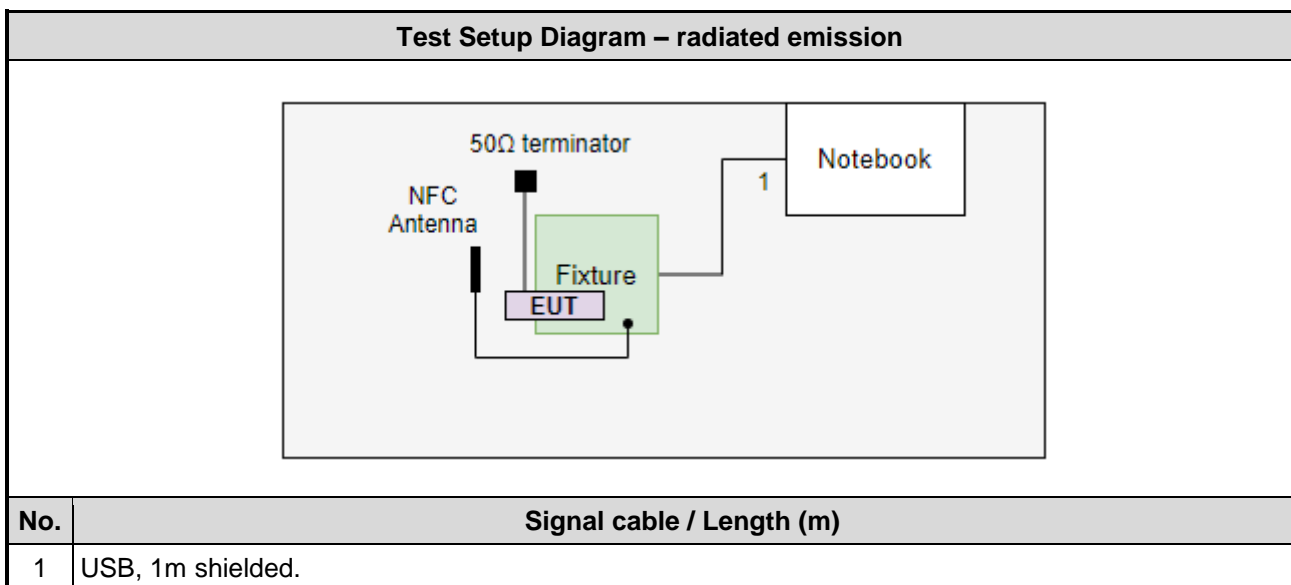 Test Setup Diagram – radiated emission
50Ω terminator
NFC
Antenna
Fixture
EUT
1
Notebook
No. Signal cable / Length (m)
1 USB, 1m shielded.